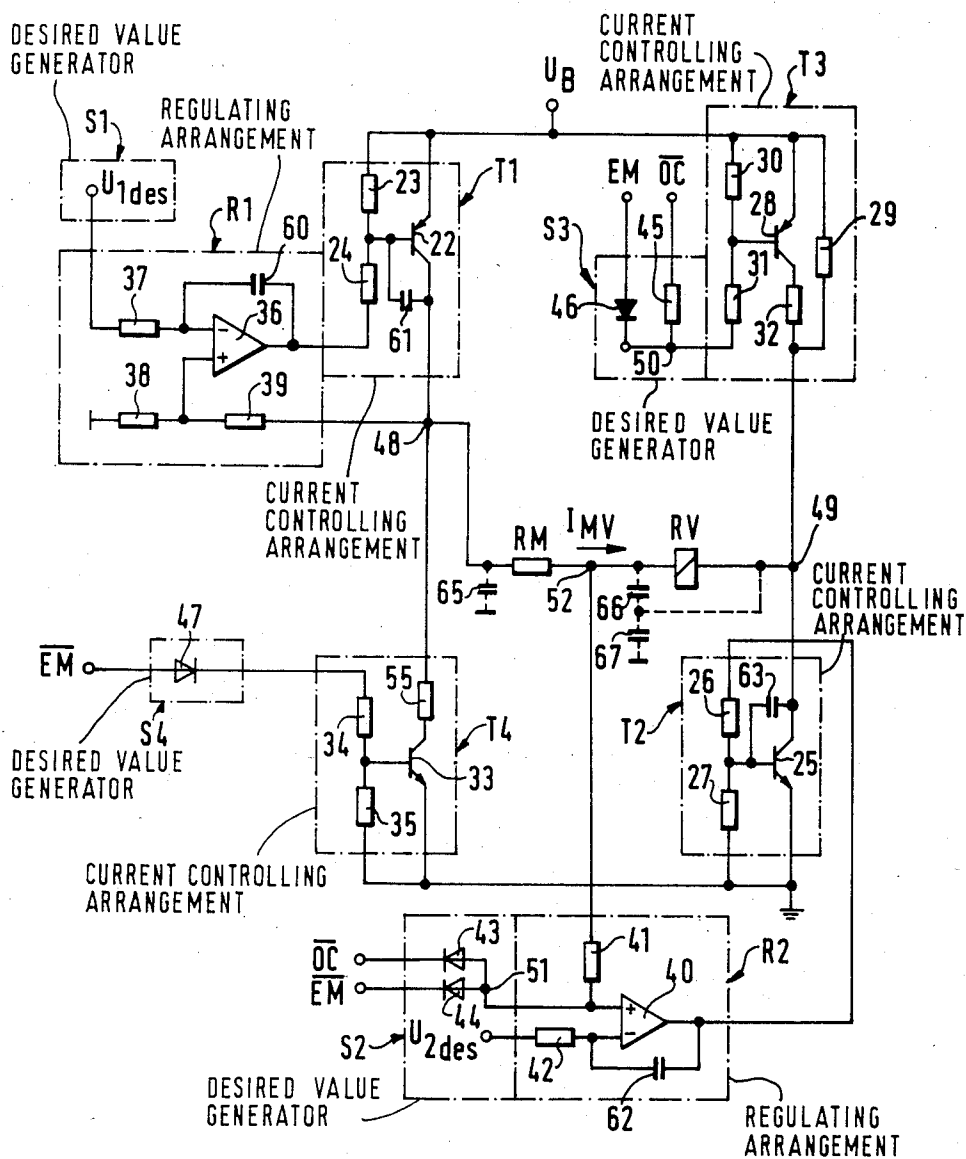 DESIRED VALUE
GENERATOR
S1
U1des
REGULATING
ARRANGEMENT
R1
60
37
36
38
39
23
24
22
61
T1
48
CURRENT
CONTROLLING
ARRANGEMENT
UB
CURRENT
CONTROLLING
ARRANGEMENT
T3
EM
OC
30
28
29
S3
45
46
31
32
50
DESIRED VALUE
GENERATOR
RM
IMV
RV
49
65
52
66
67
CURRENT
CONTROLLING
ARRANGEMENT
EM
47
S4
DESIRED VALUE
GENERATOR
55
34
T4
33
35
CURRENT CONTROLLING
ARRANGEMENT
26
63
T2
25
27
OC
43
EM
44
51
41
40
R2
S2
U2des
42
62
DESIRED VALUE
GENERATOR
REGULATING
ARRANGEMENT